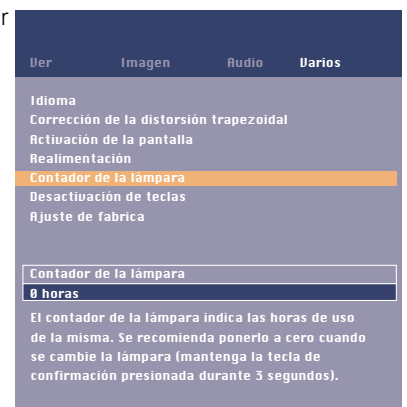 r
Ver Imagen Audio Varios
Idioma
Corrección de la distorsión trapezoidal
Activación de la pantalla
Realimentación
Contador de la lámpara
Desactivación de teclas
Ajuste de fabrica
Contador de la lámpara
0 horas
El contador de la lámpara indica las horas de uso
de la misma. Se recomienda ponerlo a cero cuando
se cambie la lámpara (mantenga la tecla de
confirmación presionada durante 3 segundos).